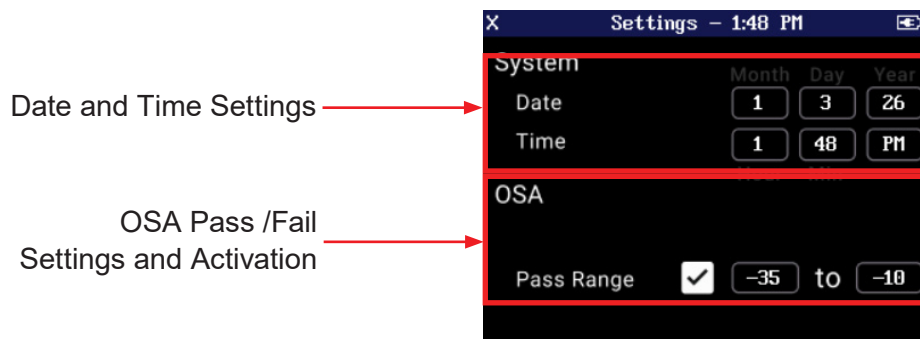 X Settings – 1:48 PM
System
Month Day Year
Date and Time Settings
Date 1 3 26
Time 1 48 PM
OSA
OSA Pass /Fail
Settings and Activation
Pass Range -35 to -10